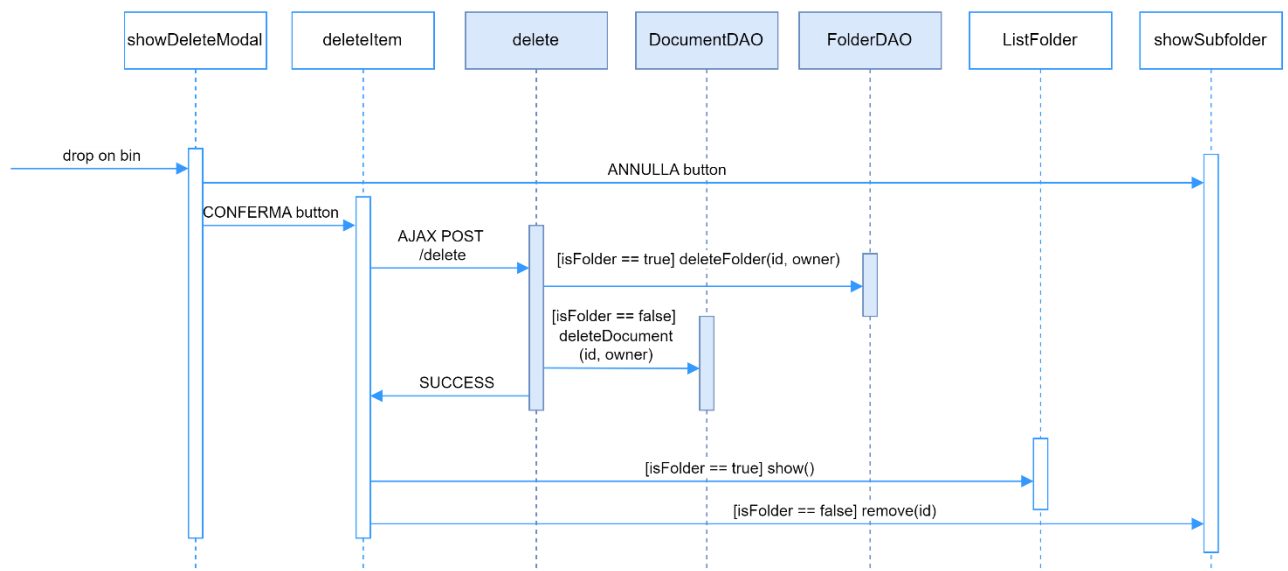 showDeleteModal
deleteItem
delete
DocumentDAO
FolderDAO
ListFolder
showSubfolder
drop on bin
ANNULLA button
CONFERMA button
AJAX POST
/delete
[isFolder == true] deleteFolder(id, owner)
[isFolder == false]
deleteDocument
(id, owner)
SUCCESS
[isFolder == true] show()
[isFolder == false] remove(id)